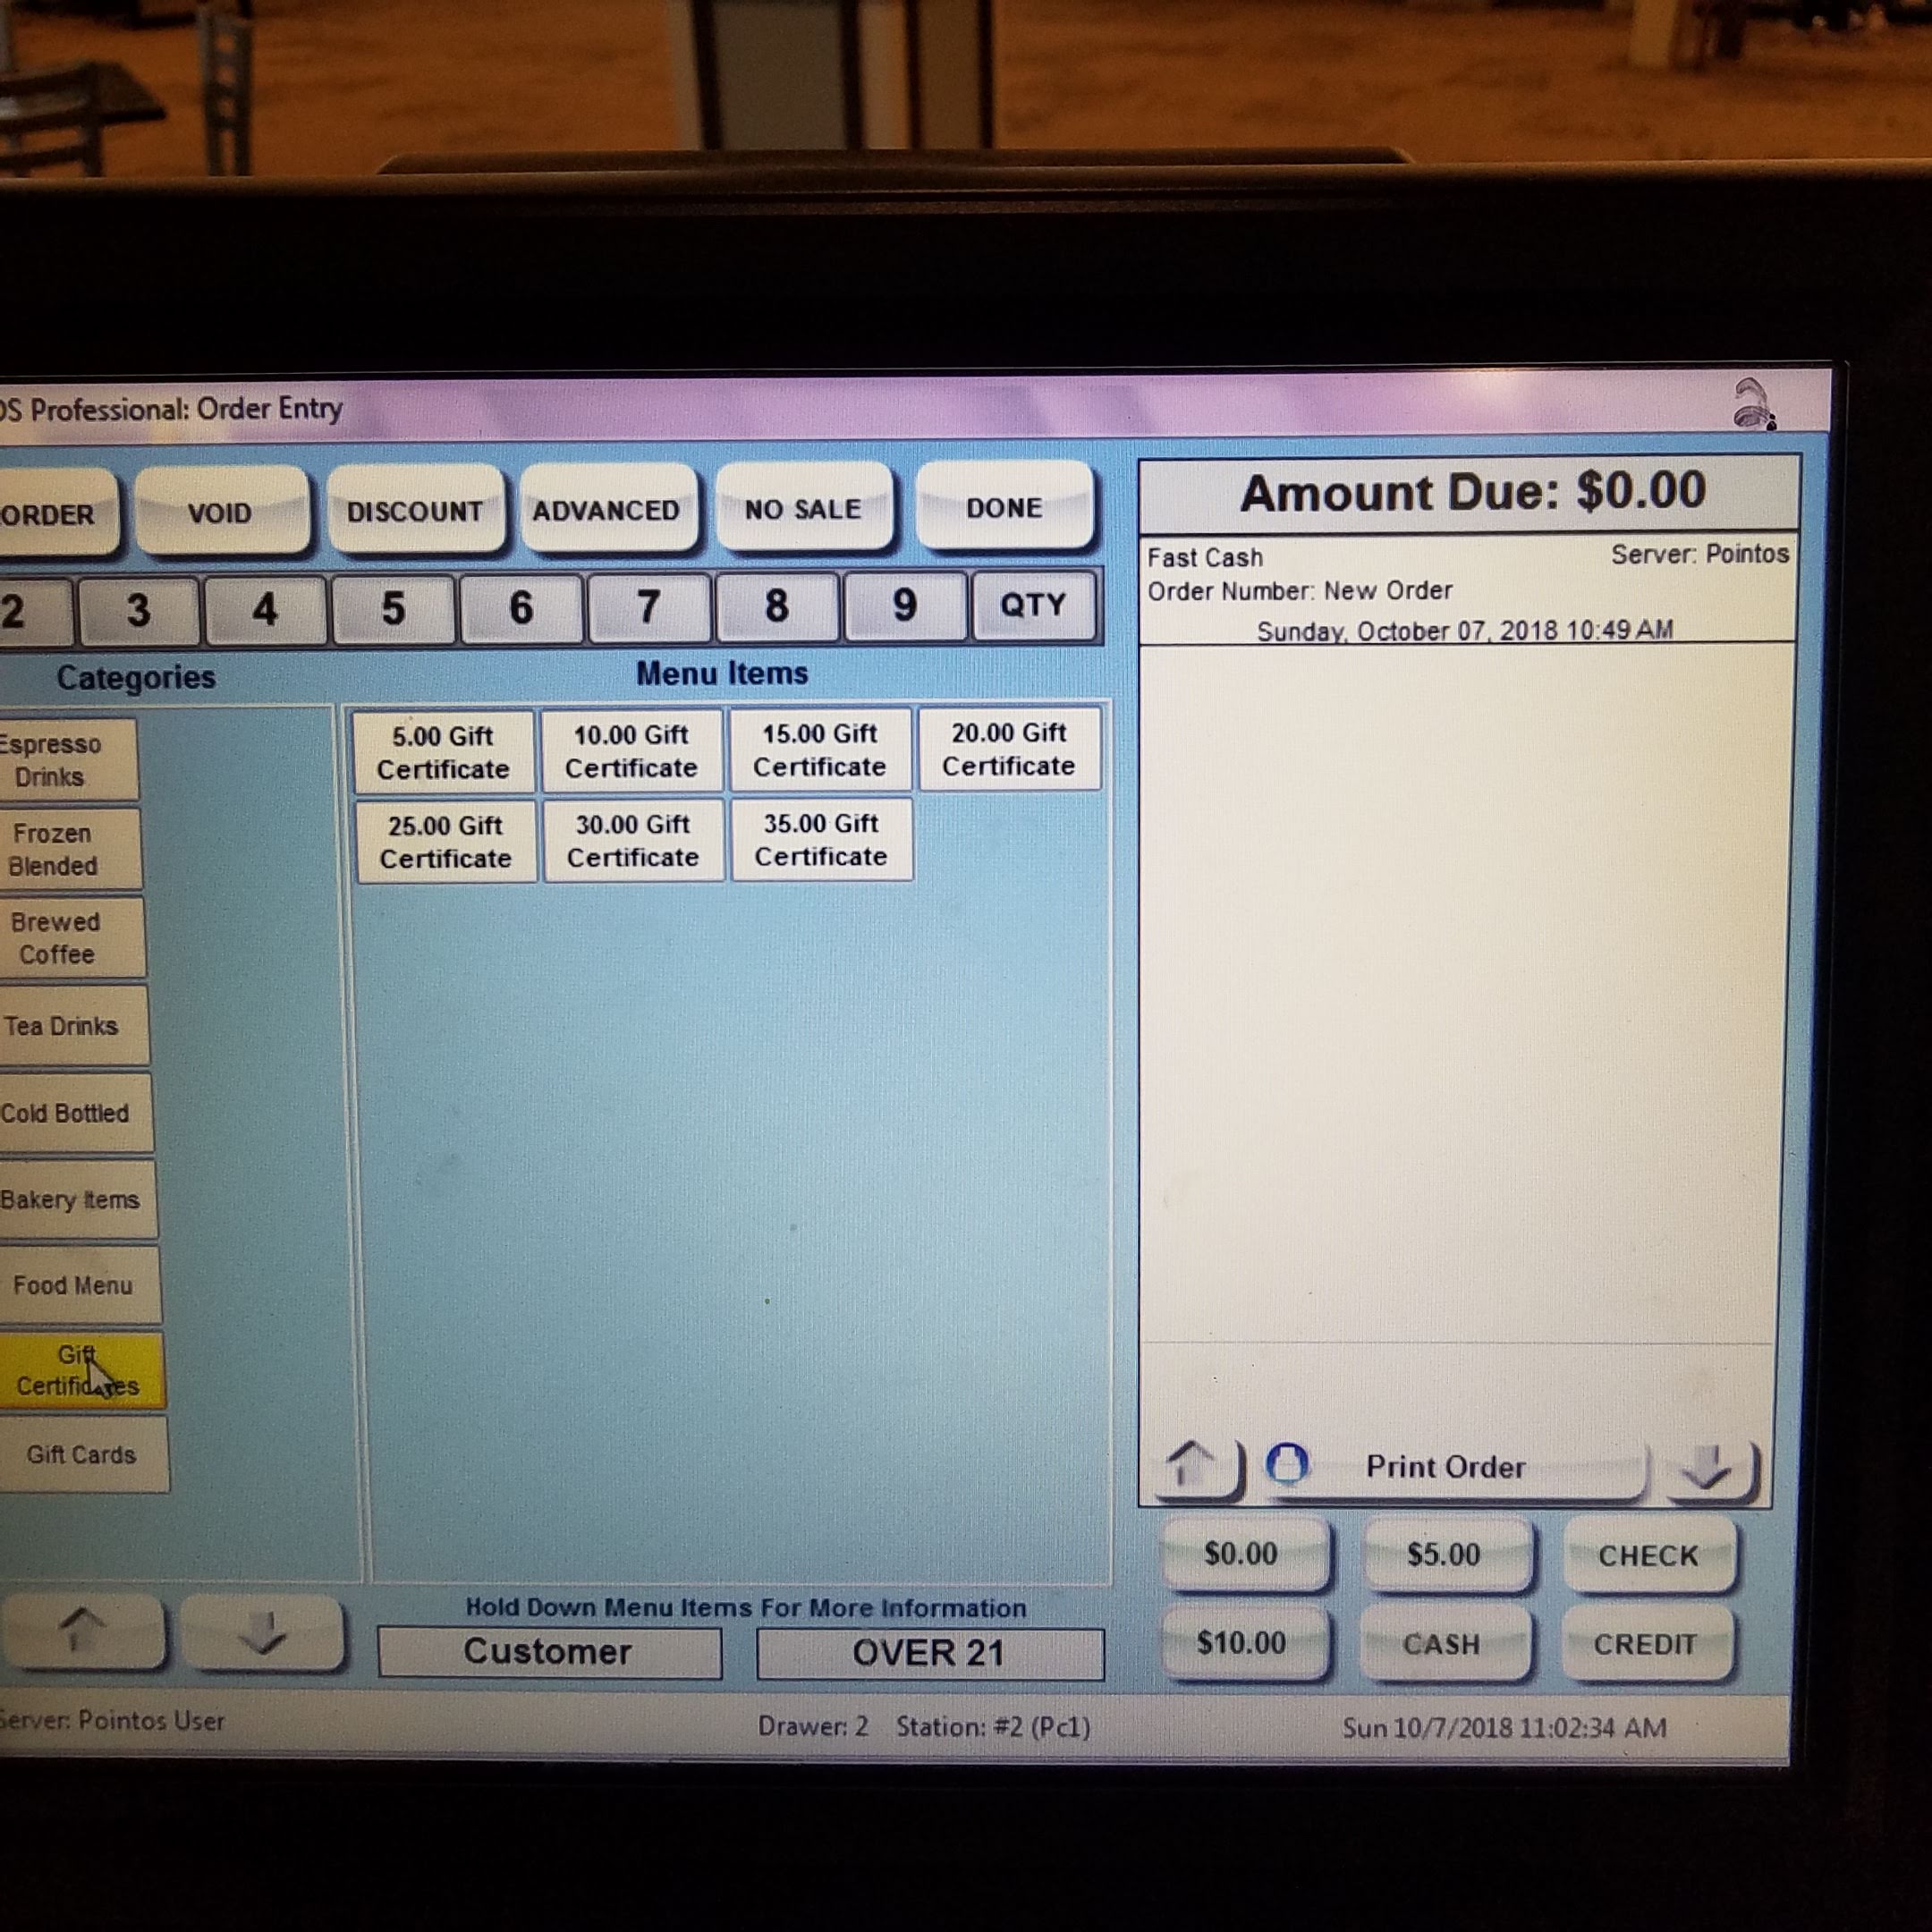 OS Professional: Order Entry
ORDER
VOID
DISCOUNT
ADVANCED
NO SALE
DONE
2
3
4
5
6
7
8
9
QTY
Categories
Espresso
Drinks
Frozen
Blended
Brewed
Coffee
Tea Drinks
Cold Bottled
Bakery Items
Food Menu
Gift
Certificates
Gift Cards
Menu Items
5.00 Gift
Certificate
10.00 Gift
Certificate
15.00 Gift
Certificate
20.00 Gift
Certificate
25.00 Gift
Certificate
30.00 Gift
Certificate
35.00 Gift
Certificate
Hold Down Menu Items For More Information
Customer
OVER 21
Amount Due: $0.00
Fast Cash
Server: Pointos
Order Number: New Order
Sunday, October 07, 2018 10:49 AM
Print Order
$0.00
$5.00
CHECK
$10.00
CASH
CREDIT
Server: Pointos User
Drawer: 2
Station: #2 (Pc1)
Sun 10/7/2018 11:02:34 AM